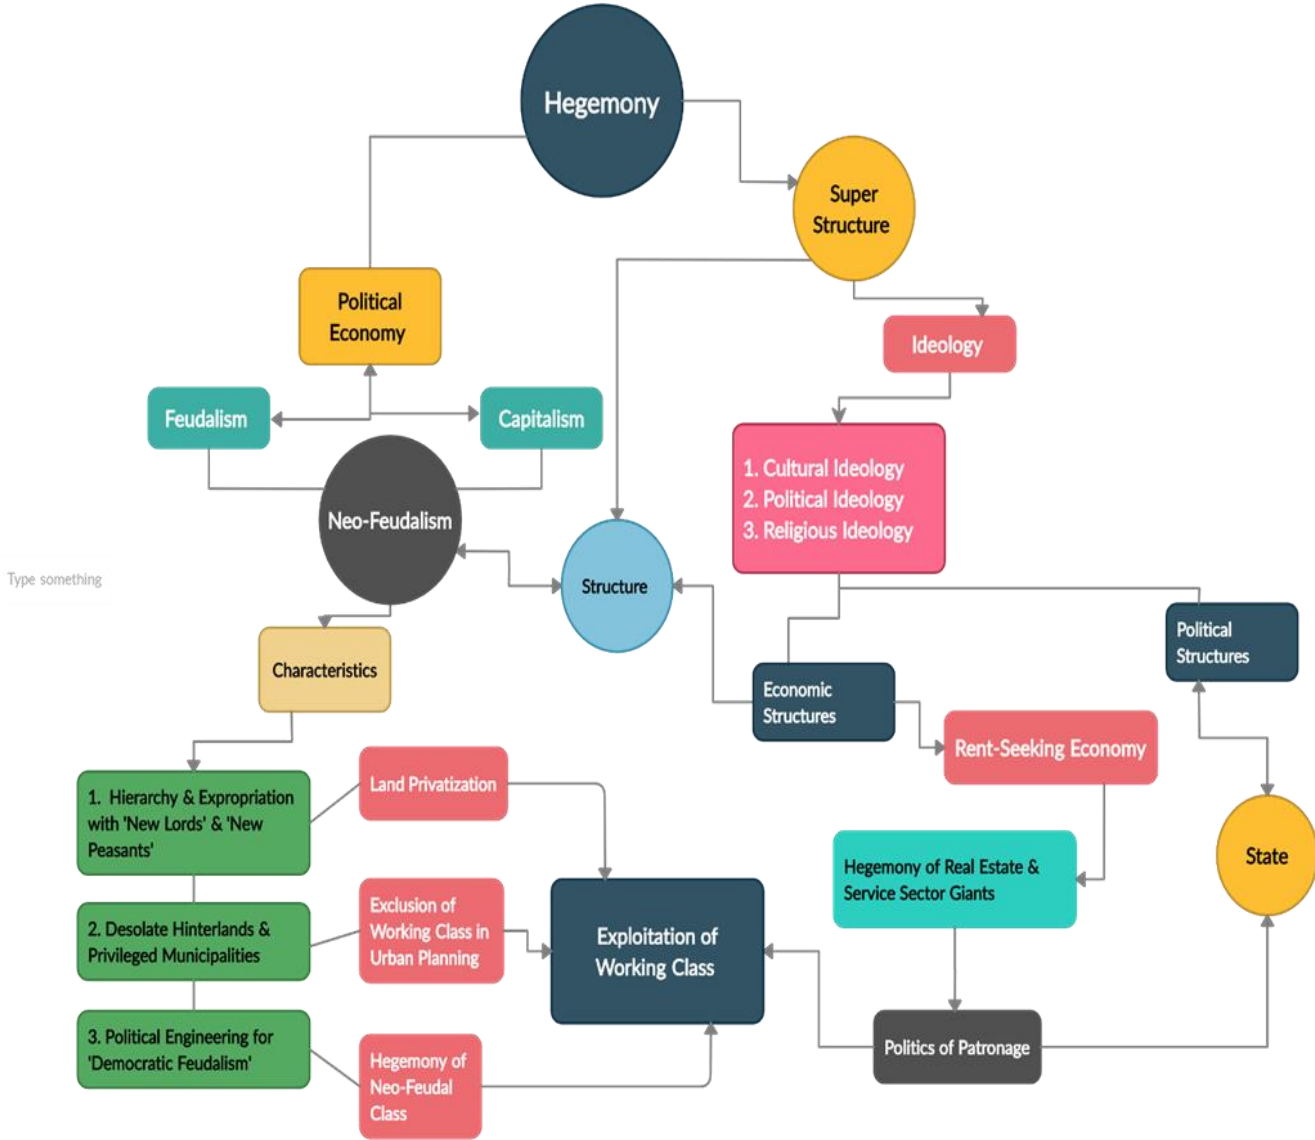 Hegemony
Super
Structure
Political
Economy
Ideology
Feudalism
Capitalism
1. Cultural Ideology
2. Political Ideology
3. Religious Ideology
Neo-Feudalism
Structure
Type something
Political
Structures
Characteristics
Economic
Structures
Rent-Seeking Economy
1. Hierarchy & Expropriation
with 'New Lords' & 'New
Peasants'
Land Privatization
Hegemony of Real Estate &
Service Sector Giants
State
2. Desolate Hinterlands &
Privileged Municipalities
Exclusion of
Working Class in
Urban Planning
Exploitation of
Working Class
3. Political Engineering for
'Democratic Feudalism'
Hegemony of
Neo-Feudal
Class
Politics of Patronage